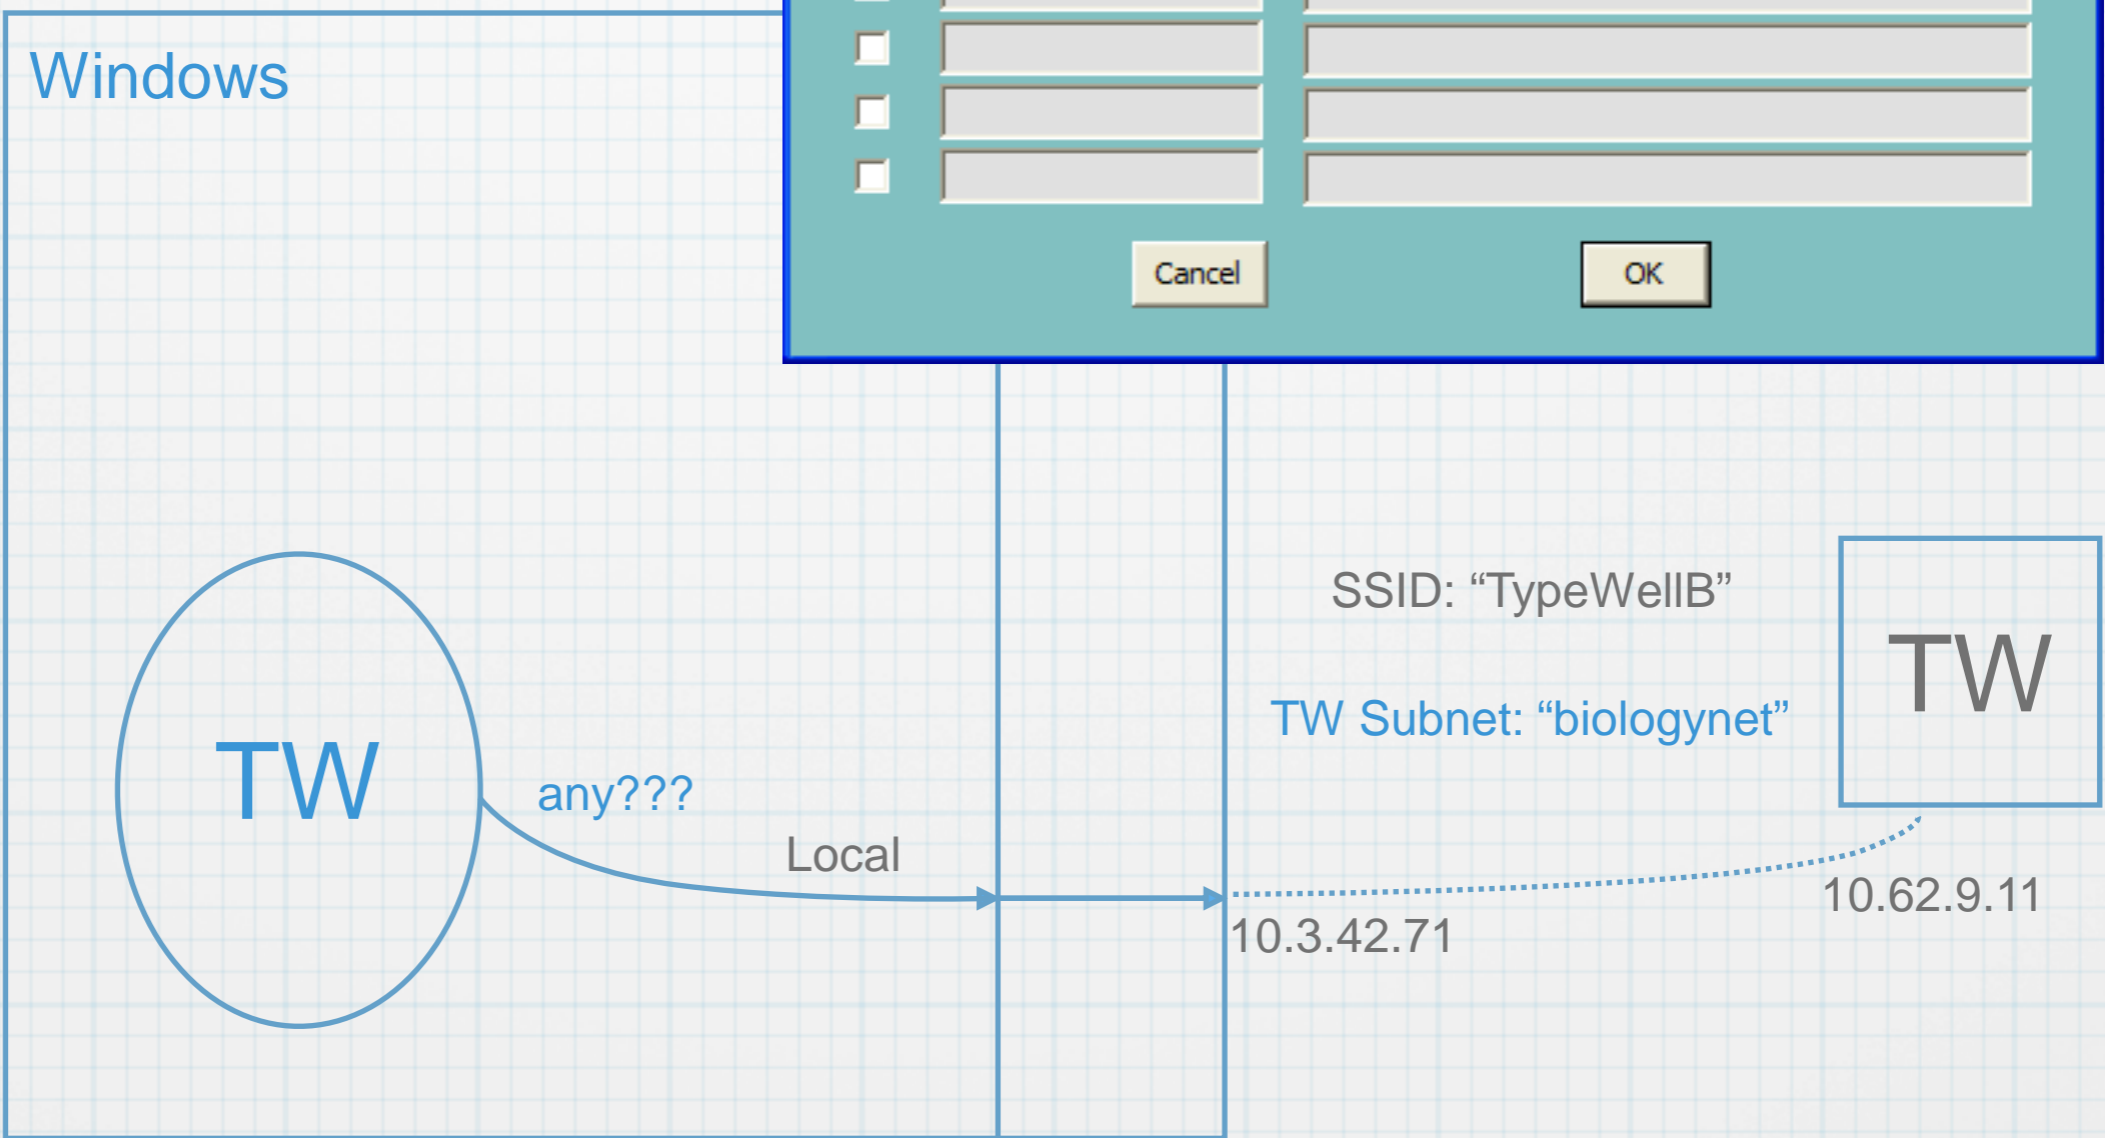 Windows
Cancel
OK
SSID: “TypeWellB”
TW
TW Subnet: “biologynet”
TW
any???
Local
10.62.9.11
10.3.42.71